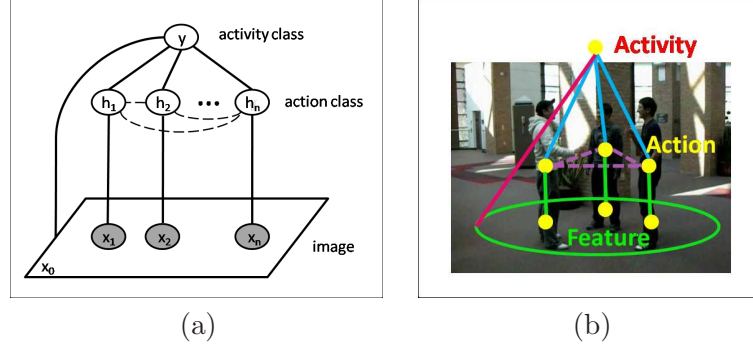 y
activity class
h1
h2
...
hn
action class
x1
x2
xn
image
x0
(a)
Activity
Action
Feature
(b)